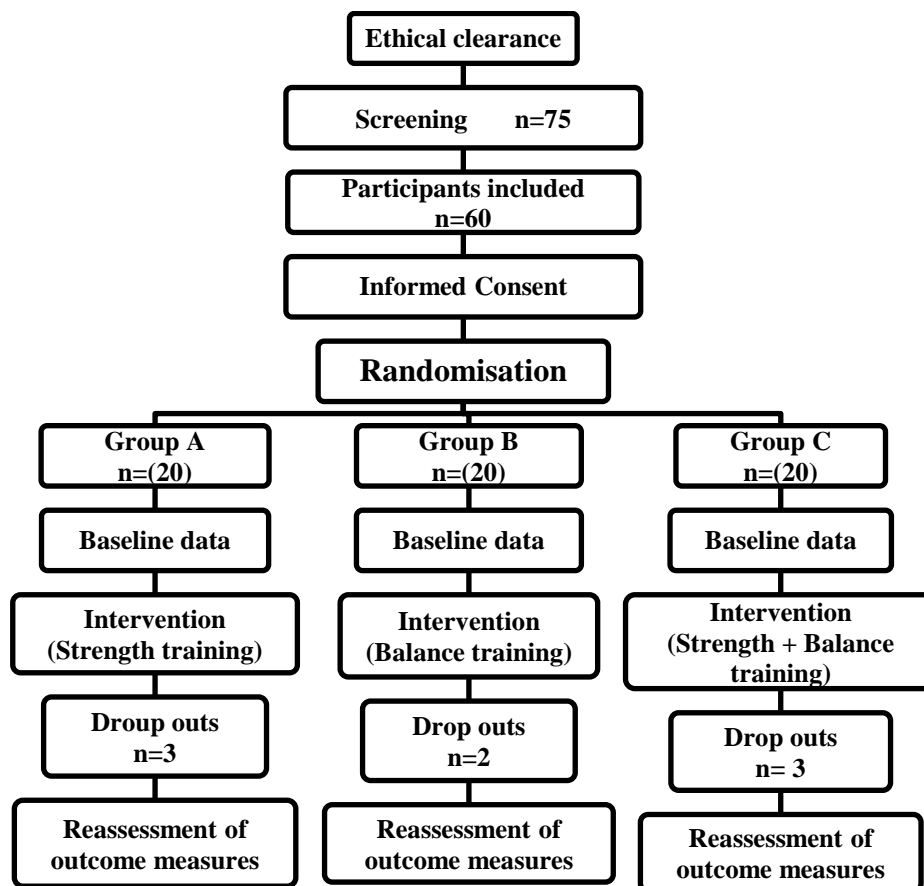 Ethical clearance
Screening n=75
Participants included
n=60
Informed Consent
Randomisation
Group A
n=(20)
Group B
n=(20)
Group C
n=(20)
Baseline data
Baseline data
Baseline data
Intervention
(Strength training)
Intervention
(Balance training)
Intervention
(Strength + Balance
training)
Droup outs
n=3
Drop outs
n=2
Drop outs
n= 3
Reassessment of
outcome measures
Reassessment of
outcome measures
Reassessment of
outcome measures